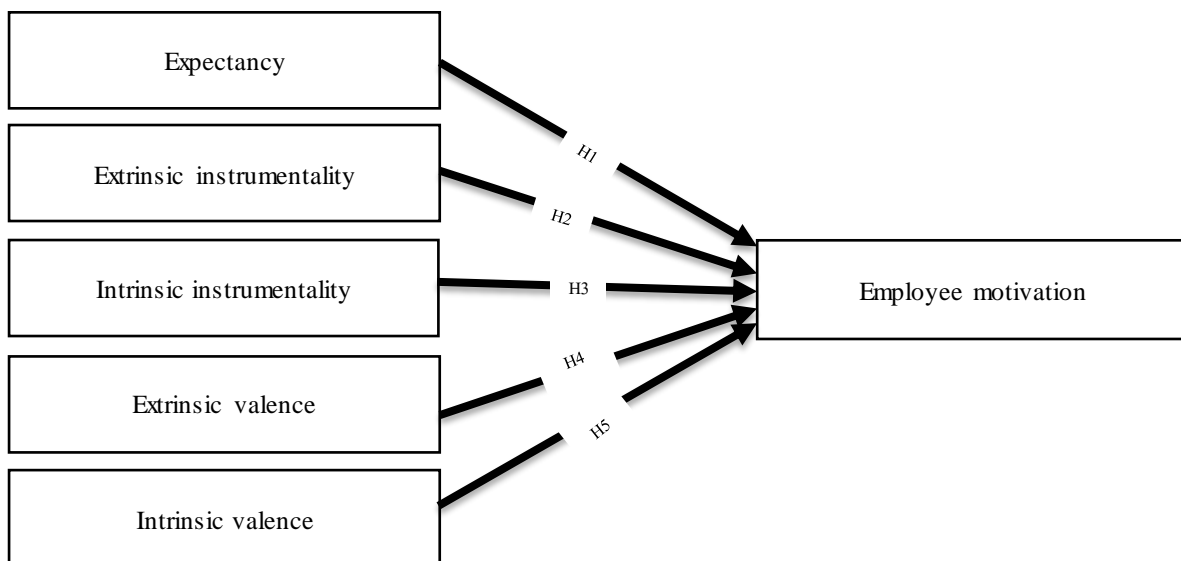 Expectancy
H1
Extrinsic instrumentality
H2
Intrinsic instrumentality
H3
Employee motivation
Extrinsic valence
H4
Intrinsic valence
H5